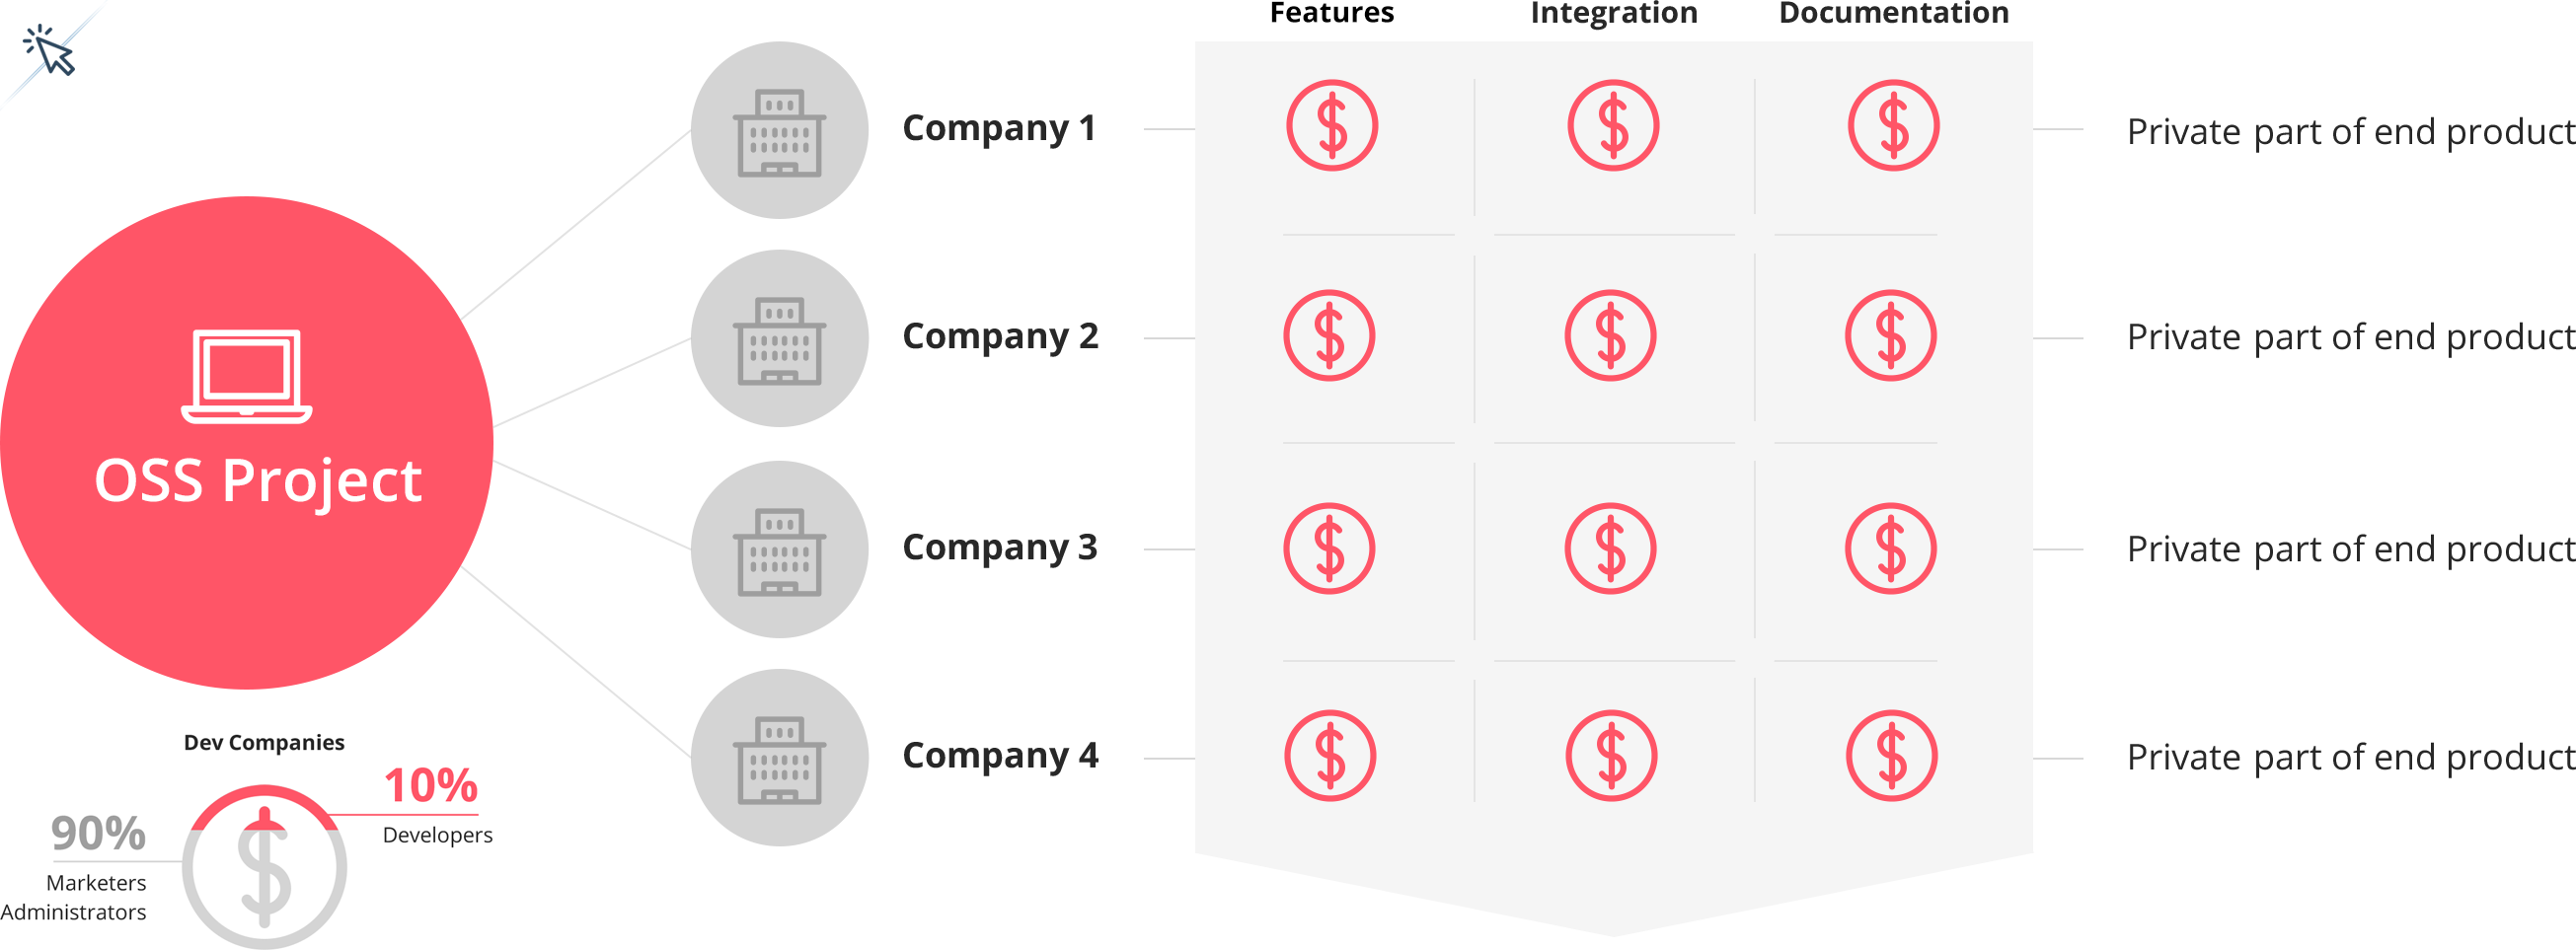 Features Integration Documentation
Company 1 Private part of end product
Company 2 Private part of end product
OSS Project
Company 3 Private part of end product
Company 4 Private part of end product
Dev Companies
10%
Developers
90%
Marketers
Administrators